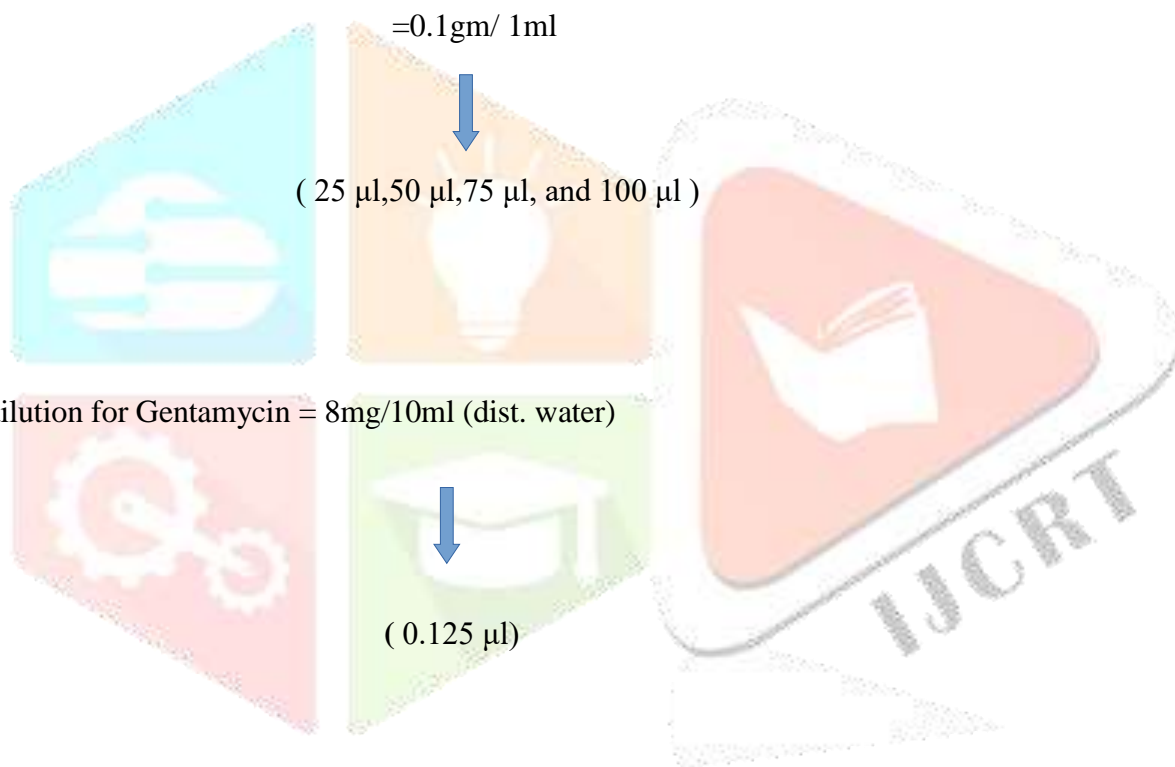 =0.1gm/ 1ml
( 25 μl,50 μl,75 μl, and 100 μl )
ilution for Gentamycin = 8mg/10ml (dist. water)
( 0.125 μl)
IJCRT